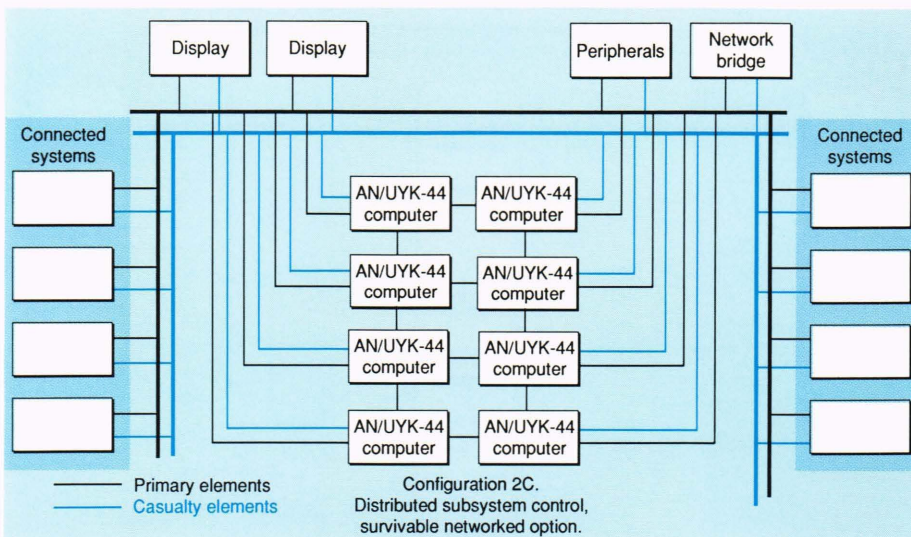 Display
Display
Peripherals
Network
bridge
Connected
systems
Connected
systems
AN/UYK-44
computer
AN/UYK-44
computer
AN/UYK-44
computer
AN/UYK-44
computer
AN/UYK-44
computer
AN/UYK-44
computer
AN/UYK-44
computer
AN/UYK-44
computer
Primary elements
Casualty elements
Configuration 2C.
Distributed subsystem control,
survivable networked option.